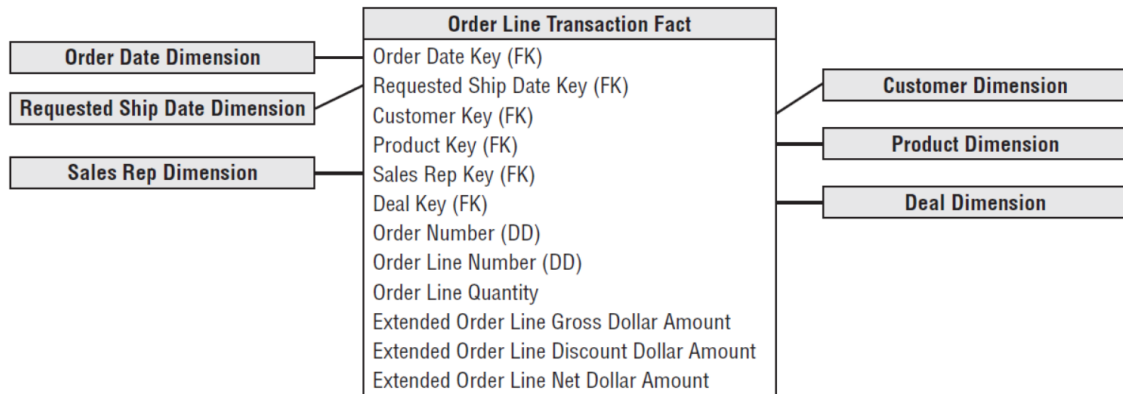 Order Line Transaction Fact
Order Date Key (FK)
Requested Ship Date Key (FK)
Customer Key (FK)
Product Key (FK)
Sales Rep Key (FK)
Deal Key (FK)
Order Number (DD)
Order Line Number (DD)
Order Line Quantity
Extended Order Line Gross Dollar Amount
Extended Order Line Discount Dollar Amount
Extended Order Line Net Dollar Amount
Order Date Dimension
Requested Ship Date Dimension
Sales Rep Dimension
Customer Dimension
Product Dimension
Deal Dimension